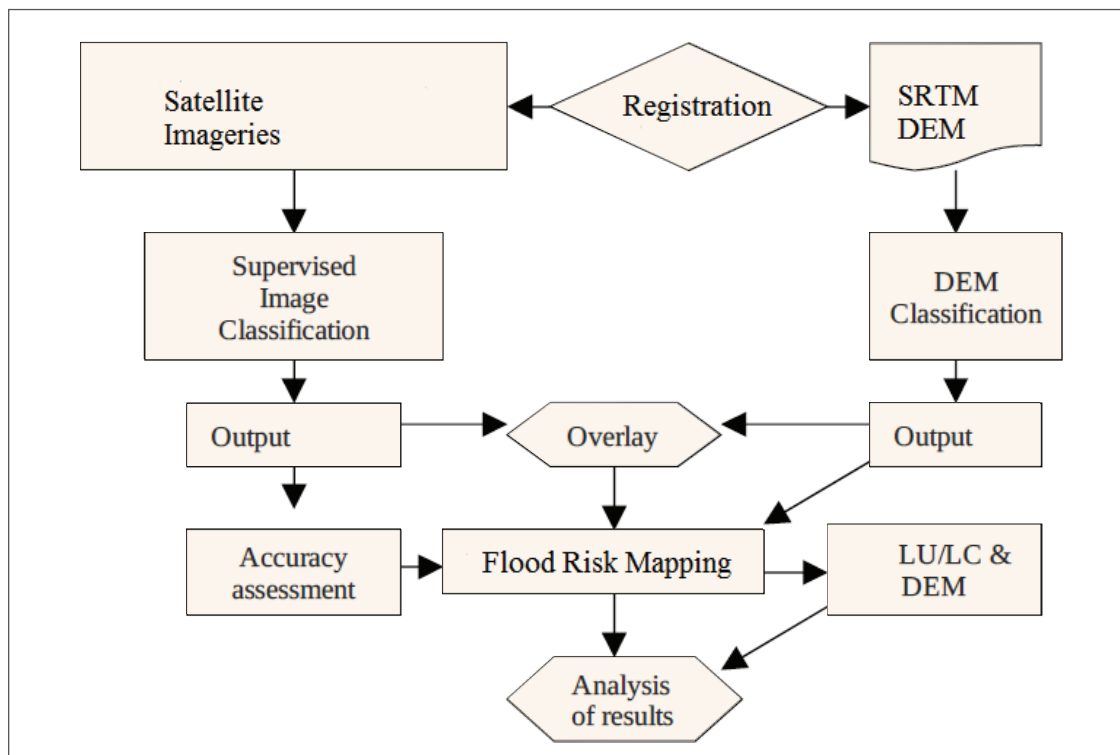 Satellite
Imageries
Registration
SRTM
DEM
Supervised
Image
Classification
DEM
Classification
Output
Overlay
Output
Accuracy
assessment
Flood Risk Mapping
LU/LC &
DEM
Analysis
of results